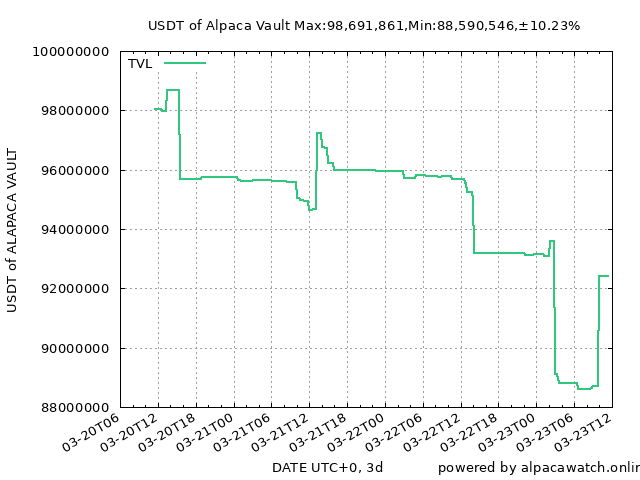 USDT of Alpaca Vault Max:98,691,861,Min:88,590,546,±10.23%
TVL
USDT of ALAPACA VAULT
100000000
98000000
96000000
94000000
92000000
90000000
88000000
03-20T06
03-20T12
03-20T18
03-21T00
03-21T06
03-21T12
03-21T18
03-22T00
03-22T06
03-22T12
03-22T18
03-23T00
03-23T06
03-23T12
DATE UTC+0, 3d
powered by alpacawatch.onlin